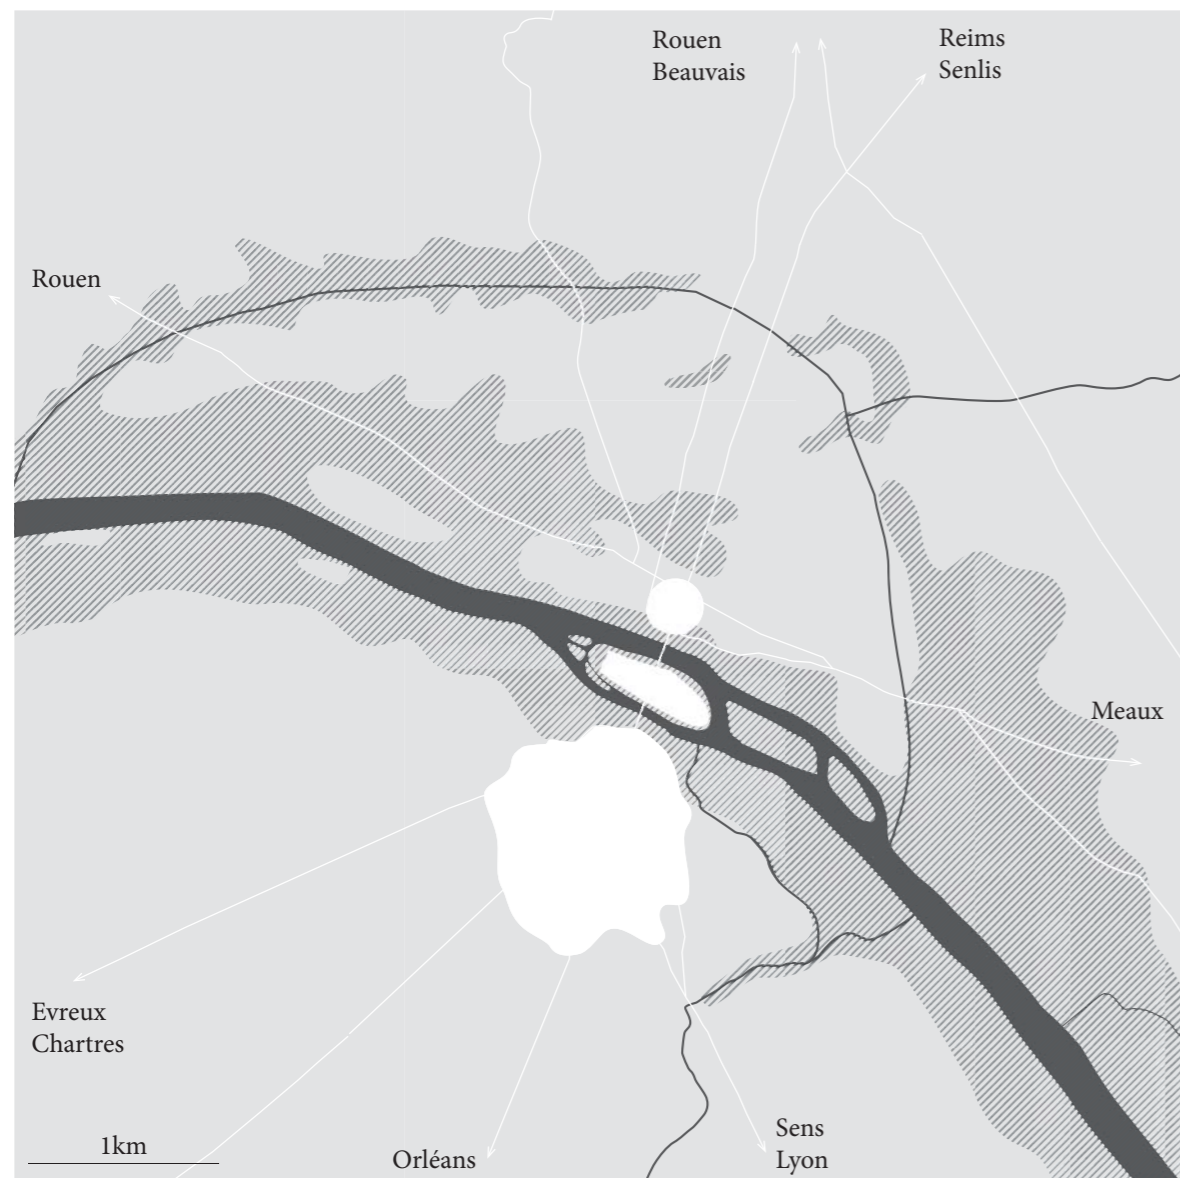 Rouen
Beauvais
Reims
Senlis
Rouen
Meaux
Evreux
Chartres
1km
Orléans
Sens
Lyon